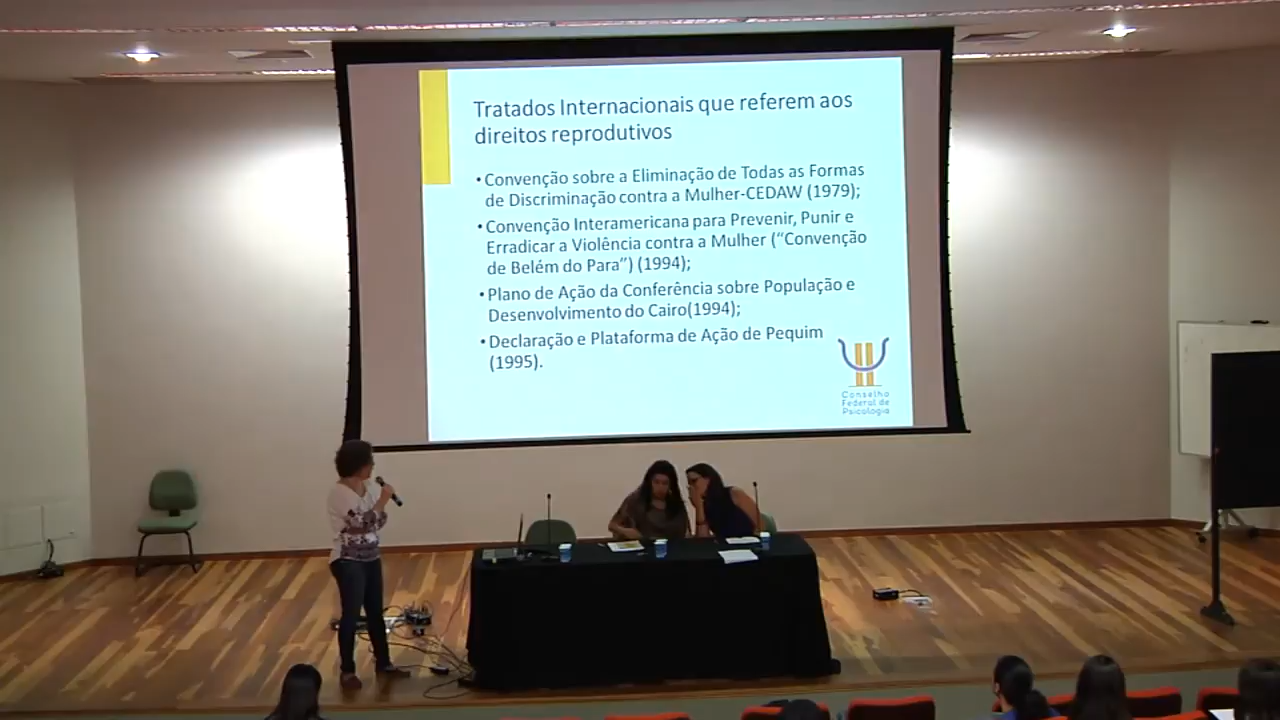 Tratados Internacionais que referem aos
direitos reprodutivos
• Convenção sobre a Eliminação de Todas as Formas
de Discriminação contra a Mulher-CEDAW (1979);
• Convenção Interamericana para Prevenir, Punir e
Erradicar a Violência contra a Mulher (“Convenção
de Belém do Para”) (1994);
• Plano de Ação da Conferência sobre População e
Desenvolvimento do Cairo(1994);
• Declaração e Plataforma de Ação de Pequim
(1995).
Conselho
Federal de
Psicologia